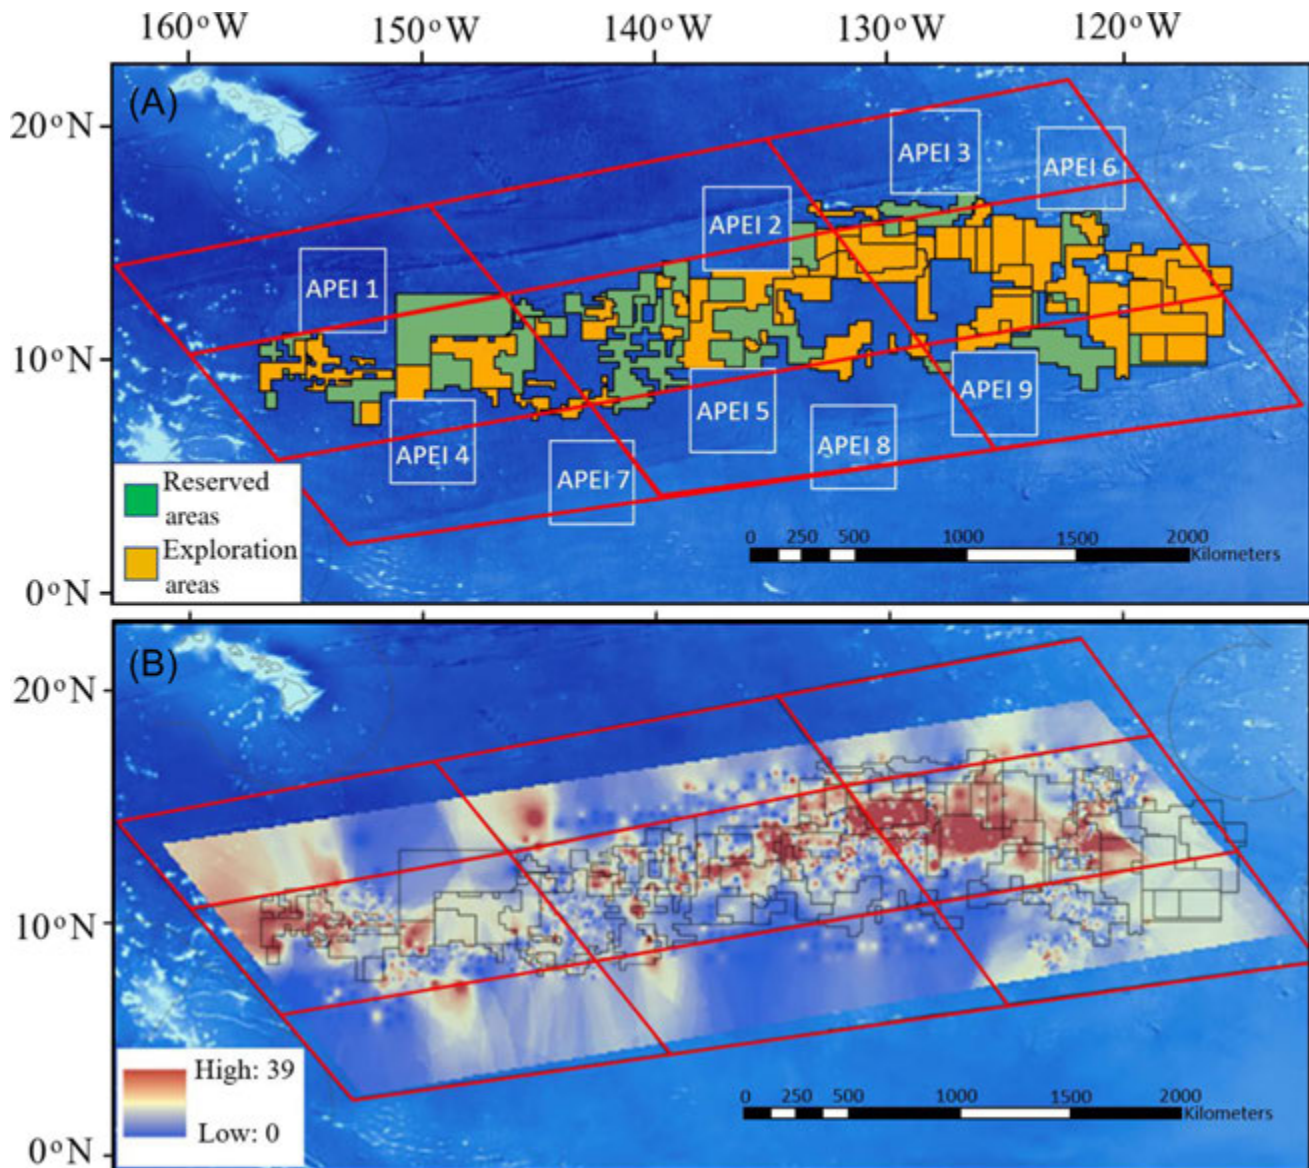 160°W 150°W 140°W 130°W 120°W
(A)
20°N
APEI 3
APEI 6
APEI 2
APEI 1
10°N
APEI 9
APEI 5
APEI 4
APEI 8
APEI 7
Reserved
areas
Exploration
areas
0 250 500 1000 1500 2000
Kilometers
0°N
(B)
20°N
10°N
High: 39
Low: 0
0 250 500 1000 1500 2000
Kilometers
0°N